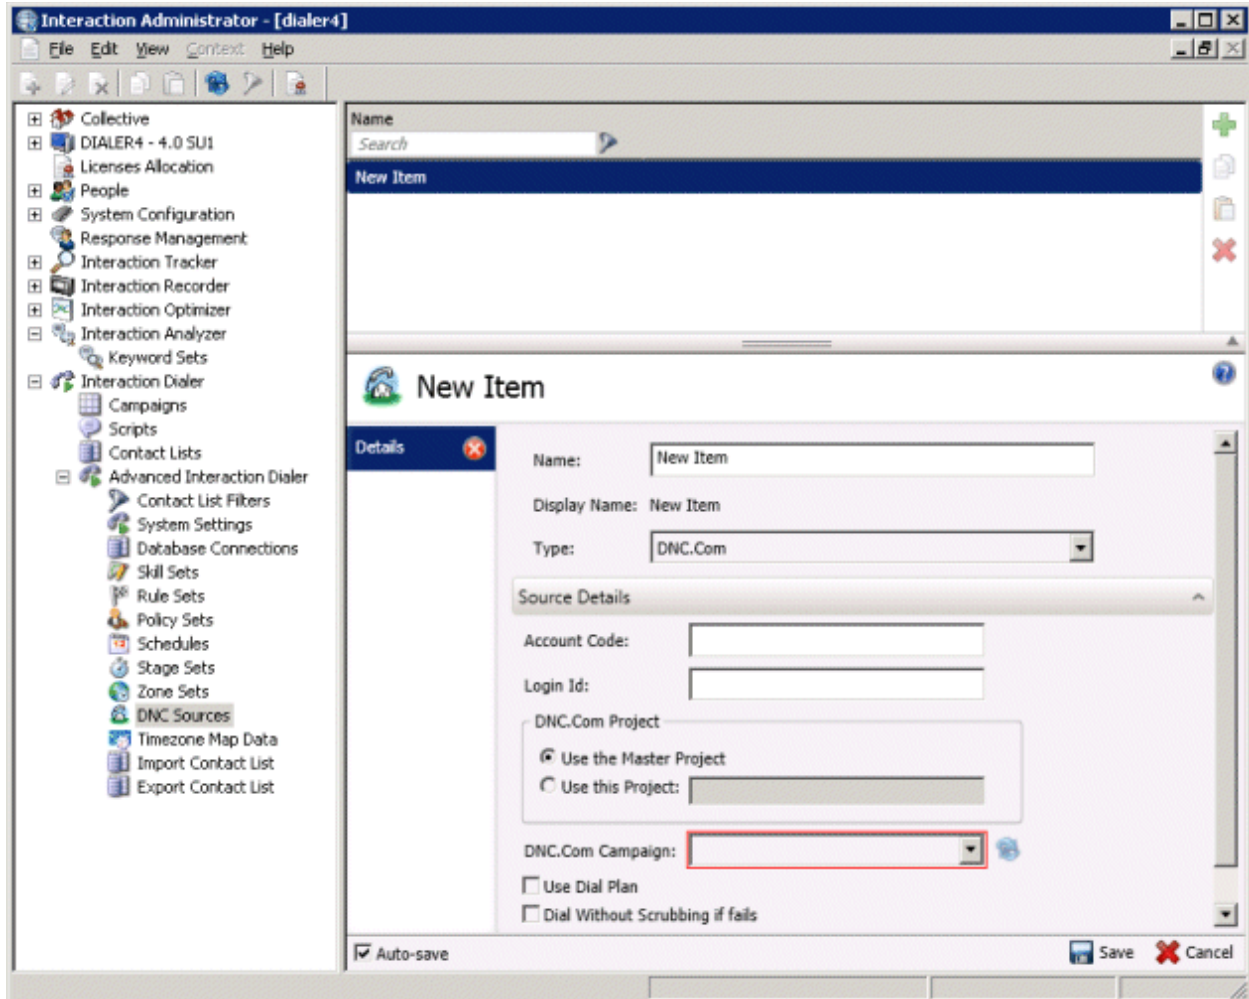 Interaction Administrator - [dialer4]
File Edit View Context Help
Collective
DIALER4 - 4.0 SU1
Licenses Allocation
People
System Configuration
Response Management
Interaction Tracker
Interaction Recorder
Interaction Optimizer
Interaction Analyzer
Keyword Sets
Interaction Dialer
Campaigns
Scripts
Contact Lists
Advanced Interaction Dialer
Contact List Filters
System Settings
Database Connections
Skill Sets
Rule Sets
Policy Sets
Schedules
Stage Sets
Zone Sets
DNC Sources
Timezone Map Data
Import Contact List
Export Contact List
Name
Search
New Item
New Item
Details
Name: New Item
Display Name: New Item
Type: DNC.Com
Source Details
Account Code:
Login Id:
DNC.Com Project
Use the Master Project
Use this Project:
DNC.Com Campaign:
Use Dial Plan
Dial Without Scrubbing if fails
Auto-save Save Cancel